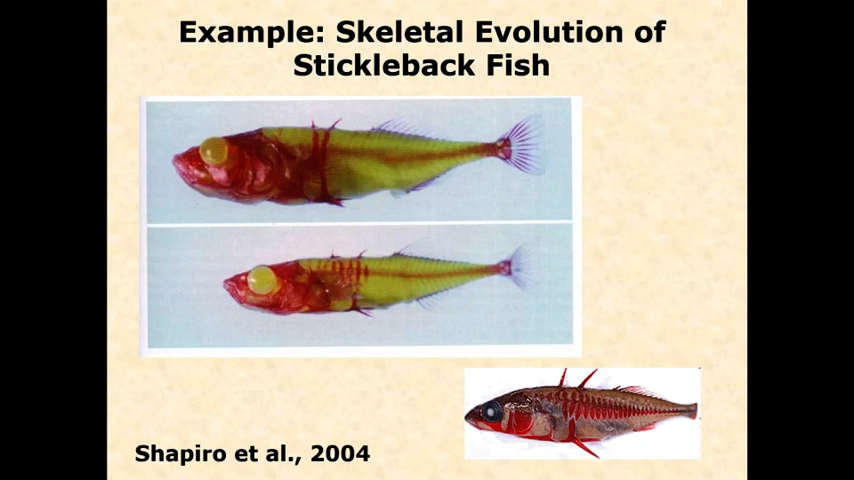 Example: Skeletal Evolution of
Stickleback Fish
Shapiro et al., 2004